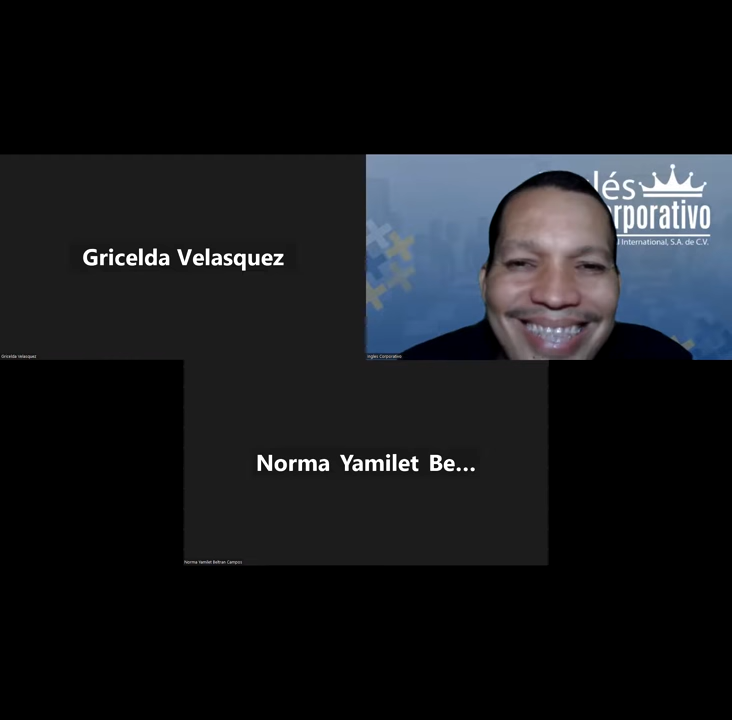 Gricelda Velasquez
Gricelda Velasquez
lés
rporativo
l International, S.A. de C.V.
Ingles Corporativo
Norma Yamilet Be...
Norma Yamilet Beltran Campos